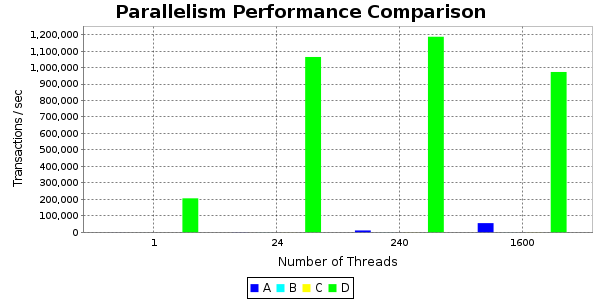 Parallelism Performance Comparison
Transactions / sec
1,200,000
1,100,000
1,000,000
900,000
800,000
700,000
600,000
500,000
400,000
300,000
200,000
100,000
0
1 24 240 1600
Number of Threads
A B C D